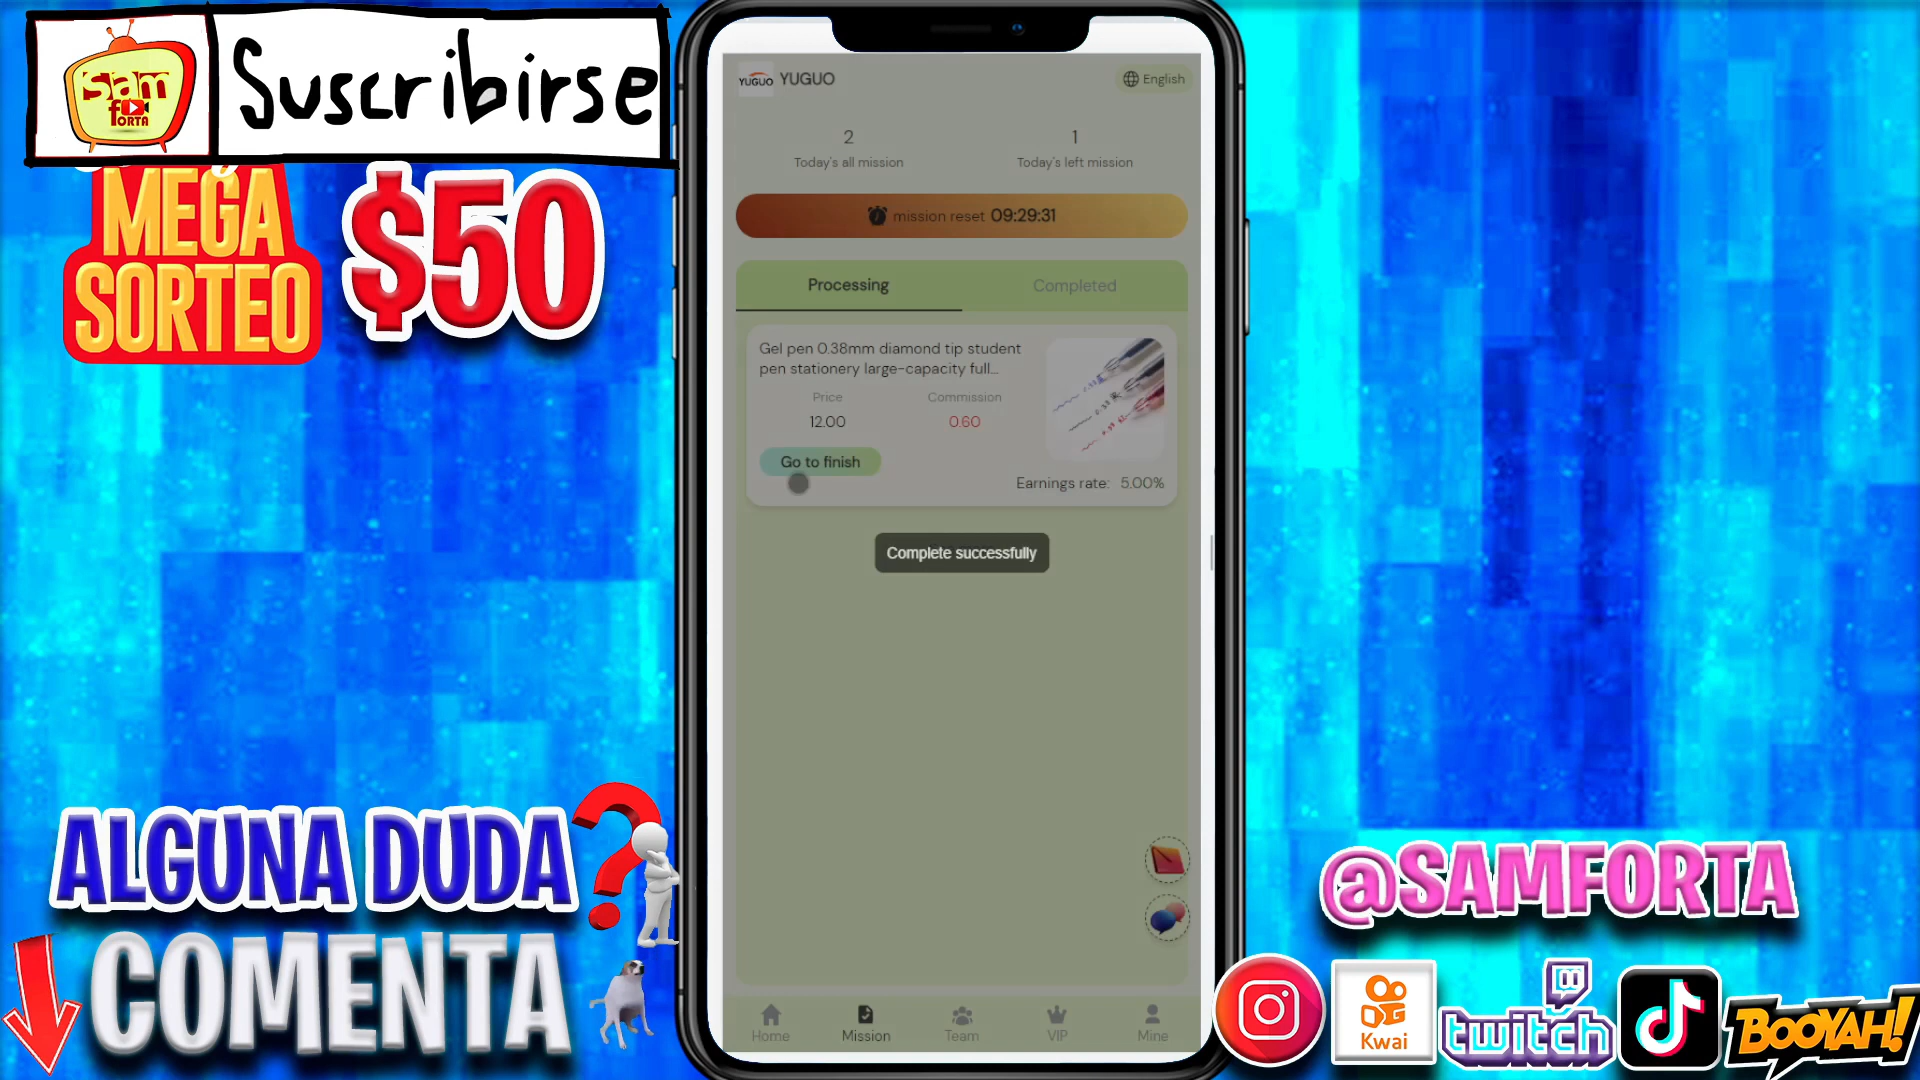 Sam
fORTA
Suscribirse
MEGA
SORTEO
$50
ALGUNA DUDA?
COMENTA
YUGUO YUGUO
English
2
Today's all mission
1
Today's left mission
mission reset 09:29:31
Processing
Completed
Gel pen 0.38mm diamond tip student
pen stationery large-capacity full...
Price
Commission
12.00
0.60
Go to finish
Earnings rate: 5.00%
Complete successfully
Home
Mission
Team
VIP
Mine
@SAMFORTA
Kwai
twitch
BOOYAH!